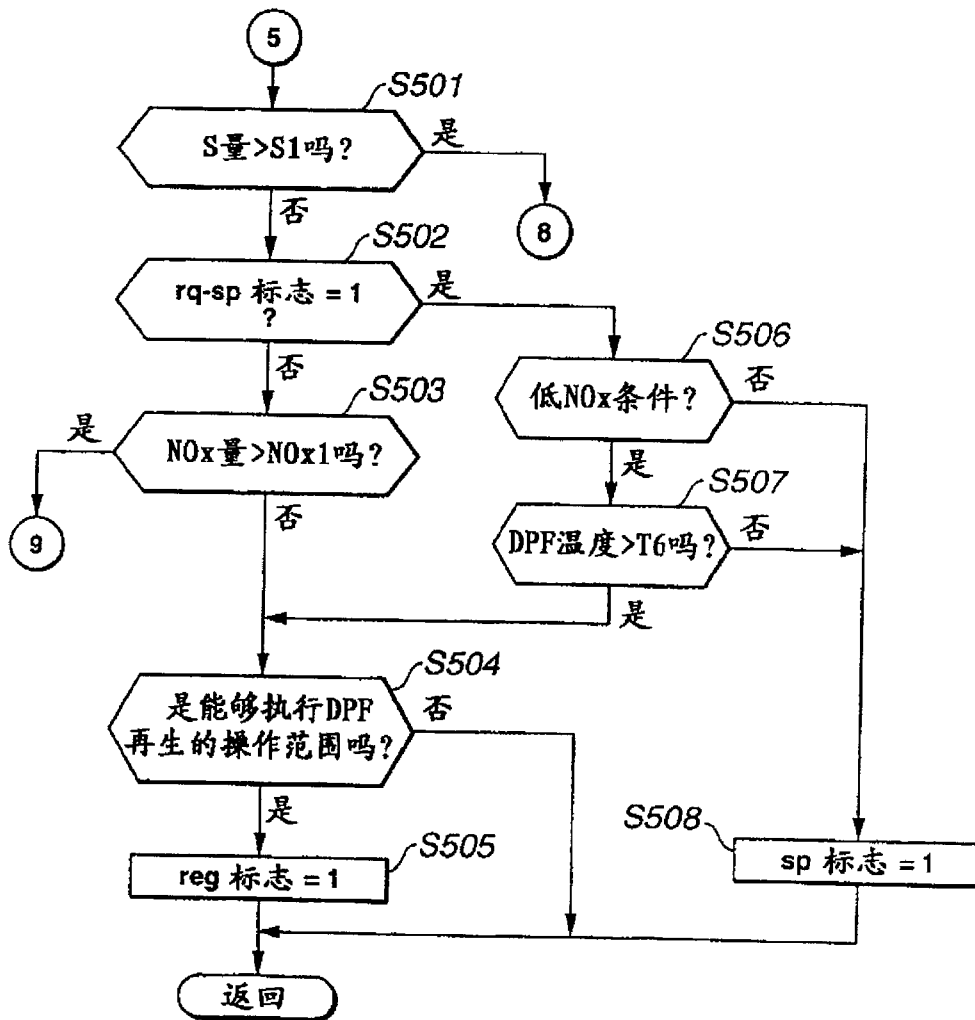 5
S501
S量>S1吗?
是
否
8
S502
rq-sp 标志 = 1
?
是
否
S506
低NOx条件?
否
是
S503
NOx量>NOx1吗?
是
否
9
S507
DPF温度>T6吗?
否
是
S504
是能够执行DPF
再生的操作范围吗?
否
是
S505
reg 标志 = 1
S508
sp 标志 = 1
返回